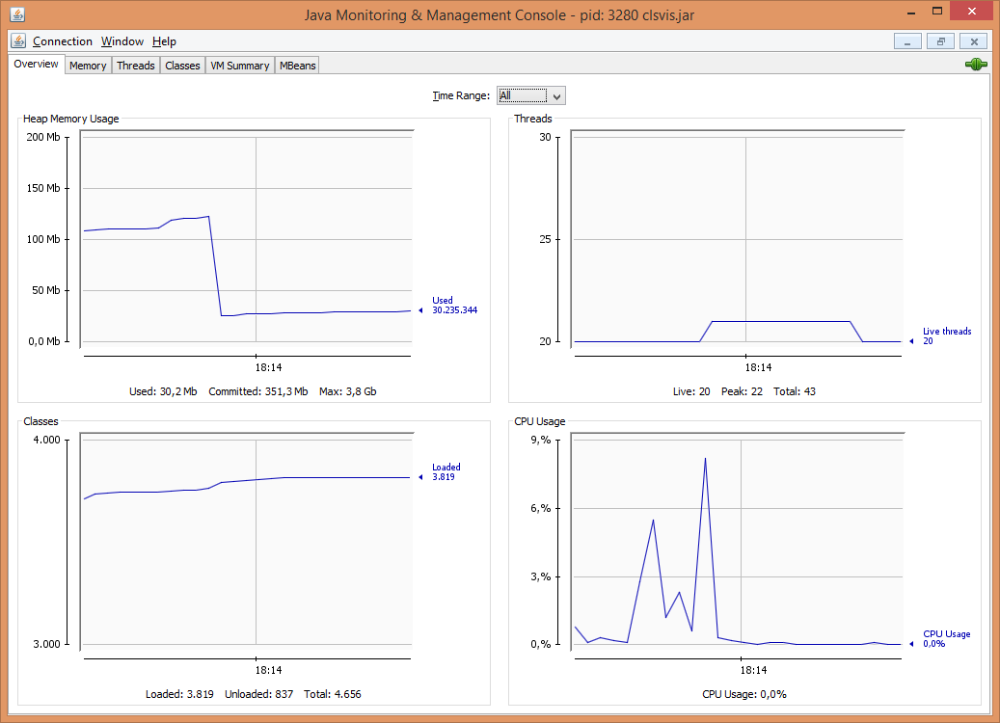 Java Monitoring & Management Console - pid: 3280 clsvis.jar
Connection Window Help
Overview Memory Threads Classes VM Summary MBeans
Time Range: All
Heap Memory Usage
200 Mb
150 Mb
100 Mb
50 Mb
0,0 Mb
Used
30.235.344
18:14
Used: 30,2 Mb Committed: 351,3 Mb Max: 3,8 Gb
Threads
30
25
20
Live threads
20
18:14
Live: 20 Peak: 22 Total: 43
Classes
4.000
3.000
Loaded
3.819
18:14
Loaded: 3.819 Unloaded: 837 Total: 4.656
CPU Usage
9,%
6,%
3,%
0,%
CPU Usage
0,0%
18:14
CPU Usage: 0,0%